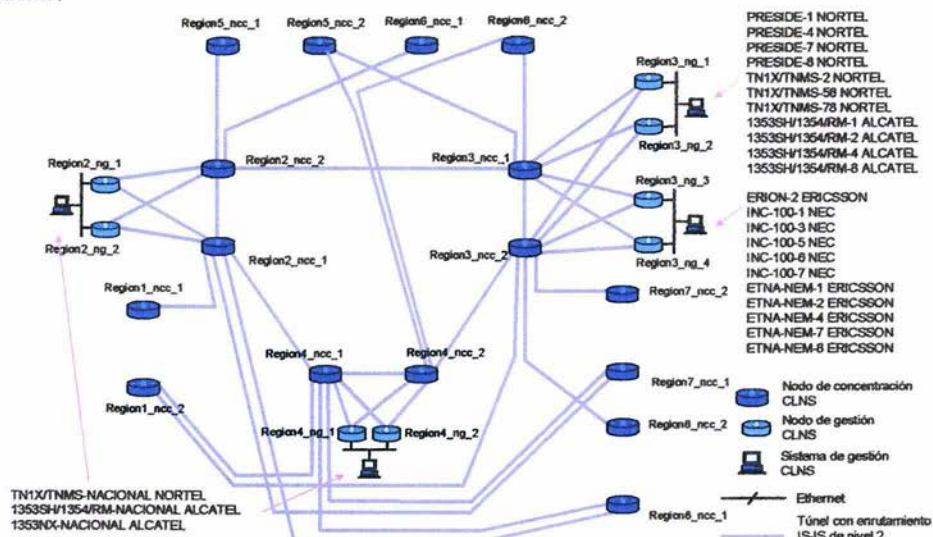 Region5_ncc_1
Region5_ncc_2
Region6_ncc_1
Region6_ncc_2
PRESIDE-1 NORTEL
PRESIDE-4 NORTEL
PRESIDE-7 NORTEL
PRESIDE-8 NORTEL
TN1X/TNMS-2 NORTEL
TN1X/TNMS-56 NORTEL
TN1X/TNMS-78 NORTEL
1353SH/1354/RM-1 ALCATEL
1353SH/1354/RM-2 ALCATEL
1353SH/1354/RM-4 ALCATEL
1353SH/1354/RM-8 ALCATEL
Region3_ng_1
Region3_ng_2
Region2_ng_1
Region2_ncc_2
Region3_ncc_1
Region3_ng_3
ERION-2 ERICSSON
INC-100-1 NEC
INC-100-3 NEC
INC-100-5 NEC
INC-100-6 NEC
INC-100-7 NEC
ETNA-NEM-1 ERICSSON
ETNA-NEM-2 ERICSSON
ETNA-NEM-4 ERICSSON
ETNA-NEM-7 ERICSSON
ETNA-NEM-8 ERICSSON
Region2_ng_2
Region2_ncc_1
Region3_ncc_2
Region3_ng_4
Region1_ncc_1
Region7_ncc_2
Region4_ncc_1
Region4_ncc_2
Region1_ncc_2
Region7_ncc_1
Region4_ng_1
Region4_ng_2
Region8_ncc_2
Nodo de concentración
CLNS
Nodo de gestión
CLNS
Sistema de gestión
CLNS
Ethernet
Túnel con enrutamiento
IS-IS de nivel 2
TN1X/TNMS-NACIONAL NORTEL
1353SH/1354/RM-NACIONAL ALCATEL
1353NX-NACIONAL ALCATEL